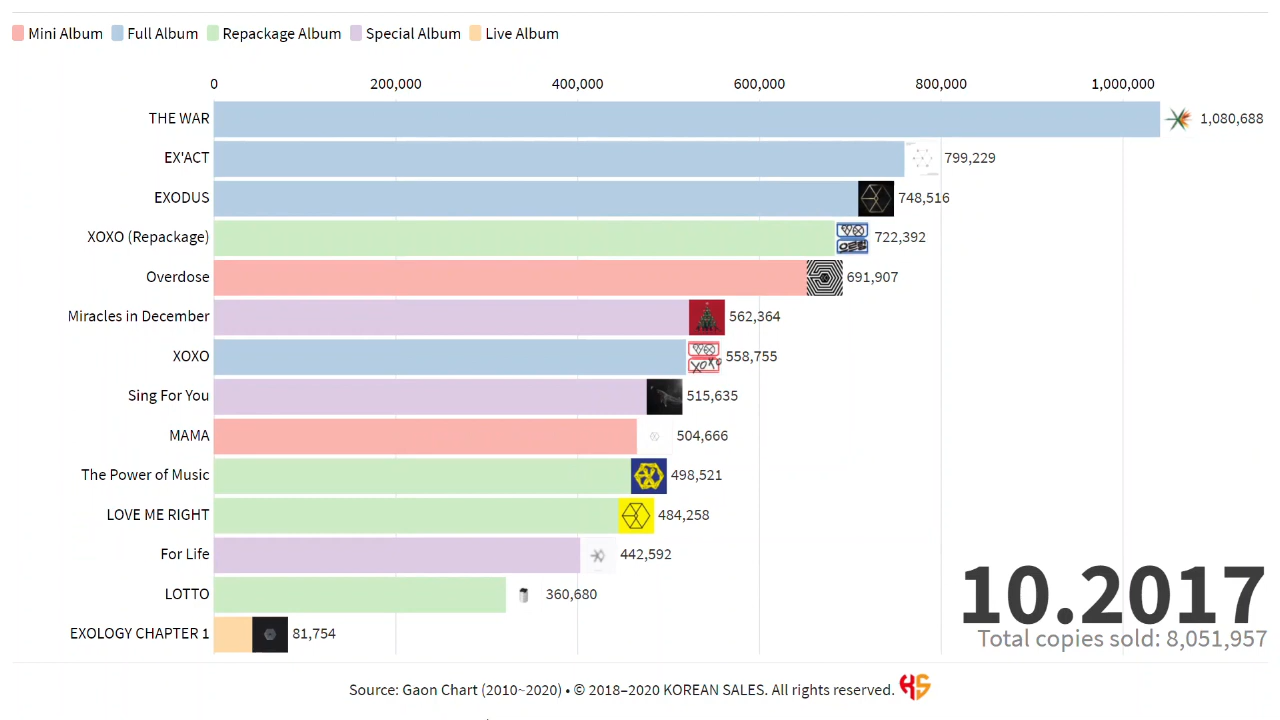 Mini Album Full Album Repackage Album Special Album Live Album
0 200,000 400,000 600,000 800,000 1,000,000
THE WAR 1,080,688
EX'ACT 799,229
EXODUS 748,516
XOXO (Repackage) 722,392
Overdose 691,907
Miracles in December 562,364
XOXO 558,755
Sing For You 515,635
MAMA 504,666
The Power of Music 498,521
LOVE ME RIGHT 484,258
For Life 442,592
LOTTO 360,680
EXOLOGY CHAPTER 1 81,754
10.2017
Total copies sold: 8,051,957
Source: Gaon Chart (2010~2020) • © 2018–2020 KOREAN SALES. All rights reserved. KS